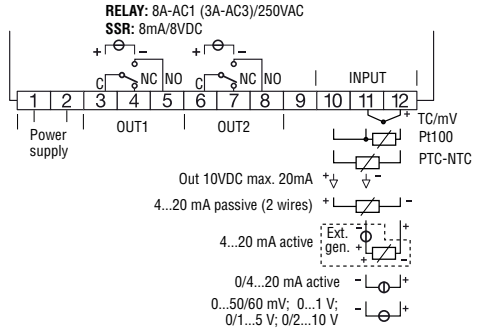 RELAY: 8A-AC1 (3A-AC3)/250VAC
SSR: 8mA/8VDC
+ - + -
C NC NO C NC NO INPUT
1 2 3 4 5 6 7 8 9 10 11 12
Power supply OUT1 OUT2
+ TC/mV
Pt100
PTC-NTC
Out 10VDC max. 20mA + -
4...20 mA passive (2 wires) + -
4...20 mA active Ext. gen. - + + -
0/4...20 mA active - +
0...50/60 mV; 0...1 V;
0/1...5 V; 0/2...10 V - +